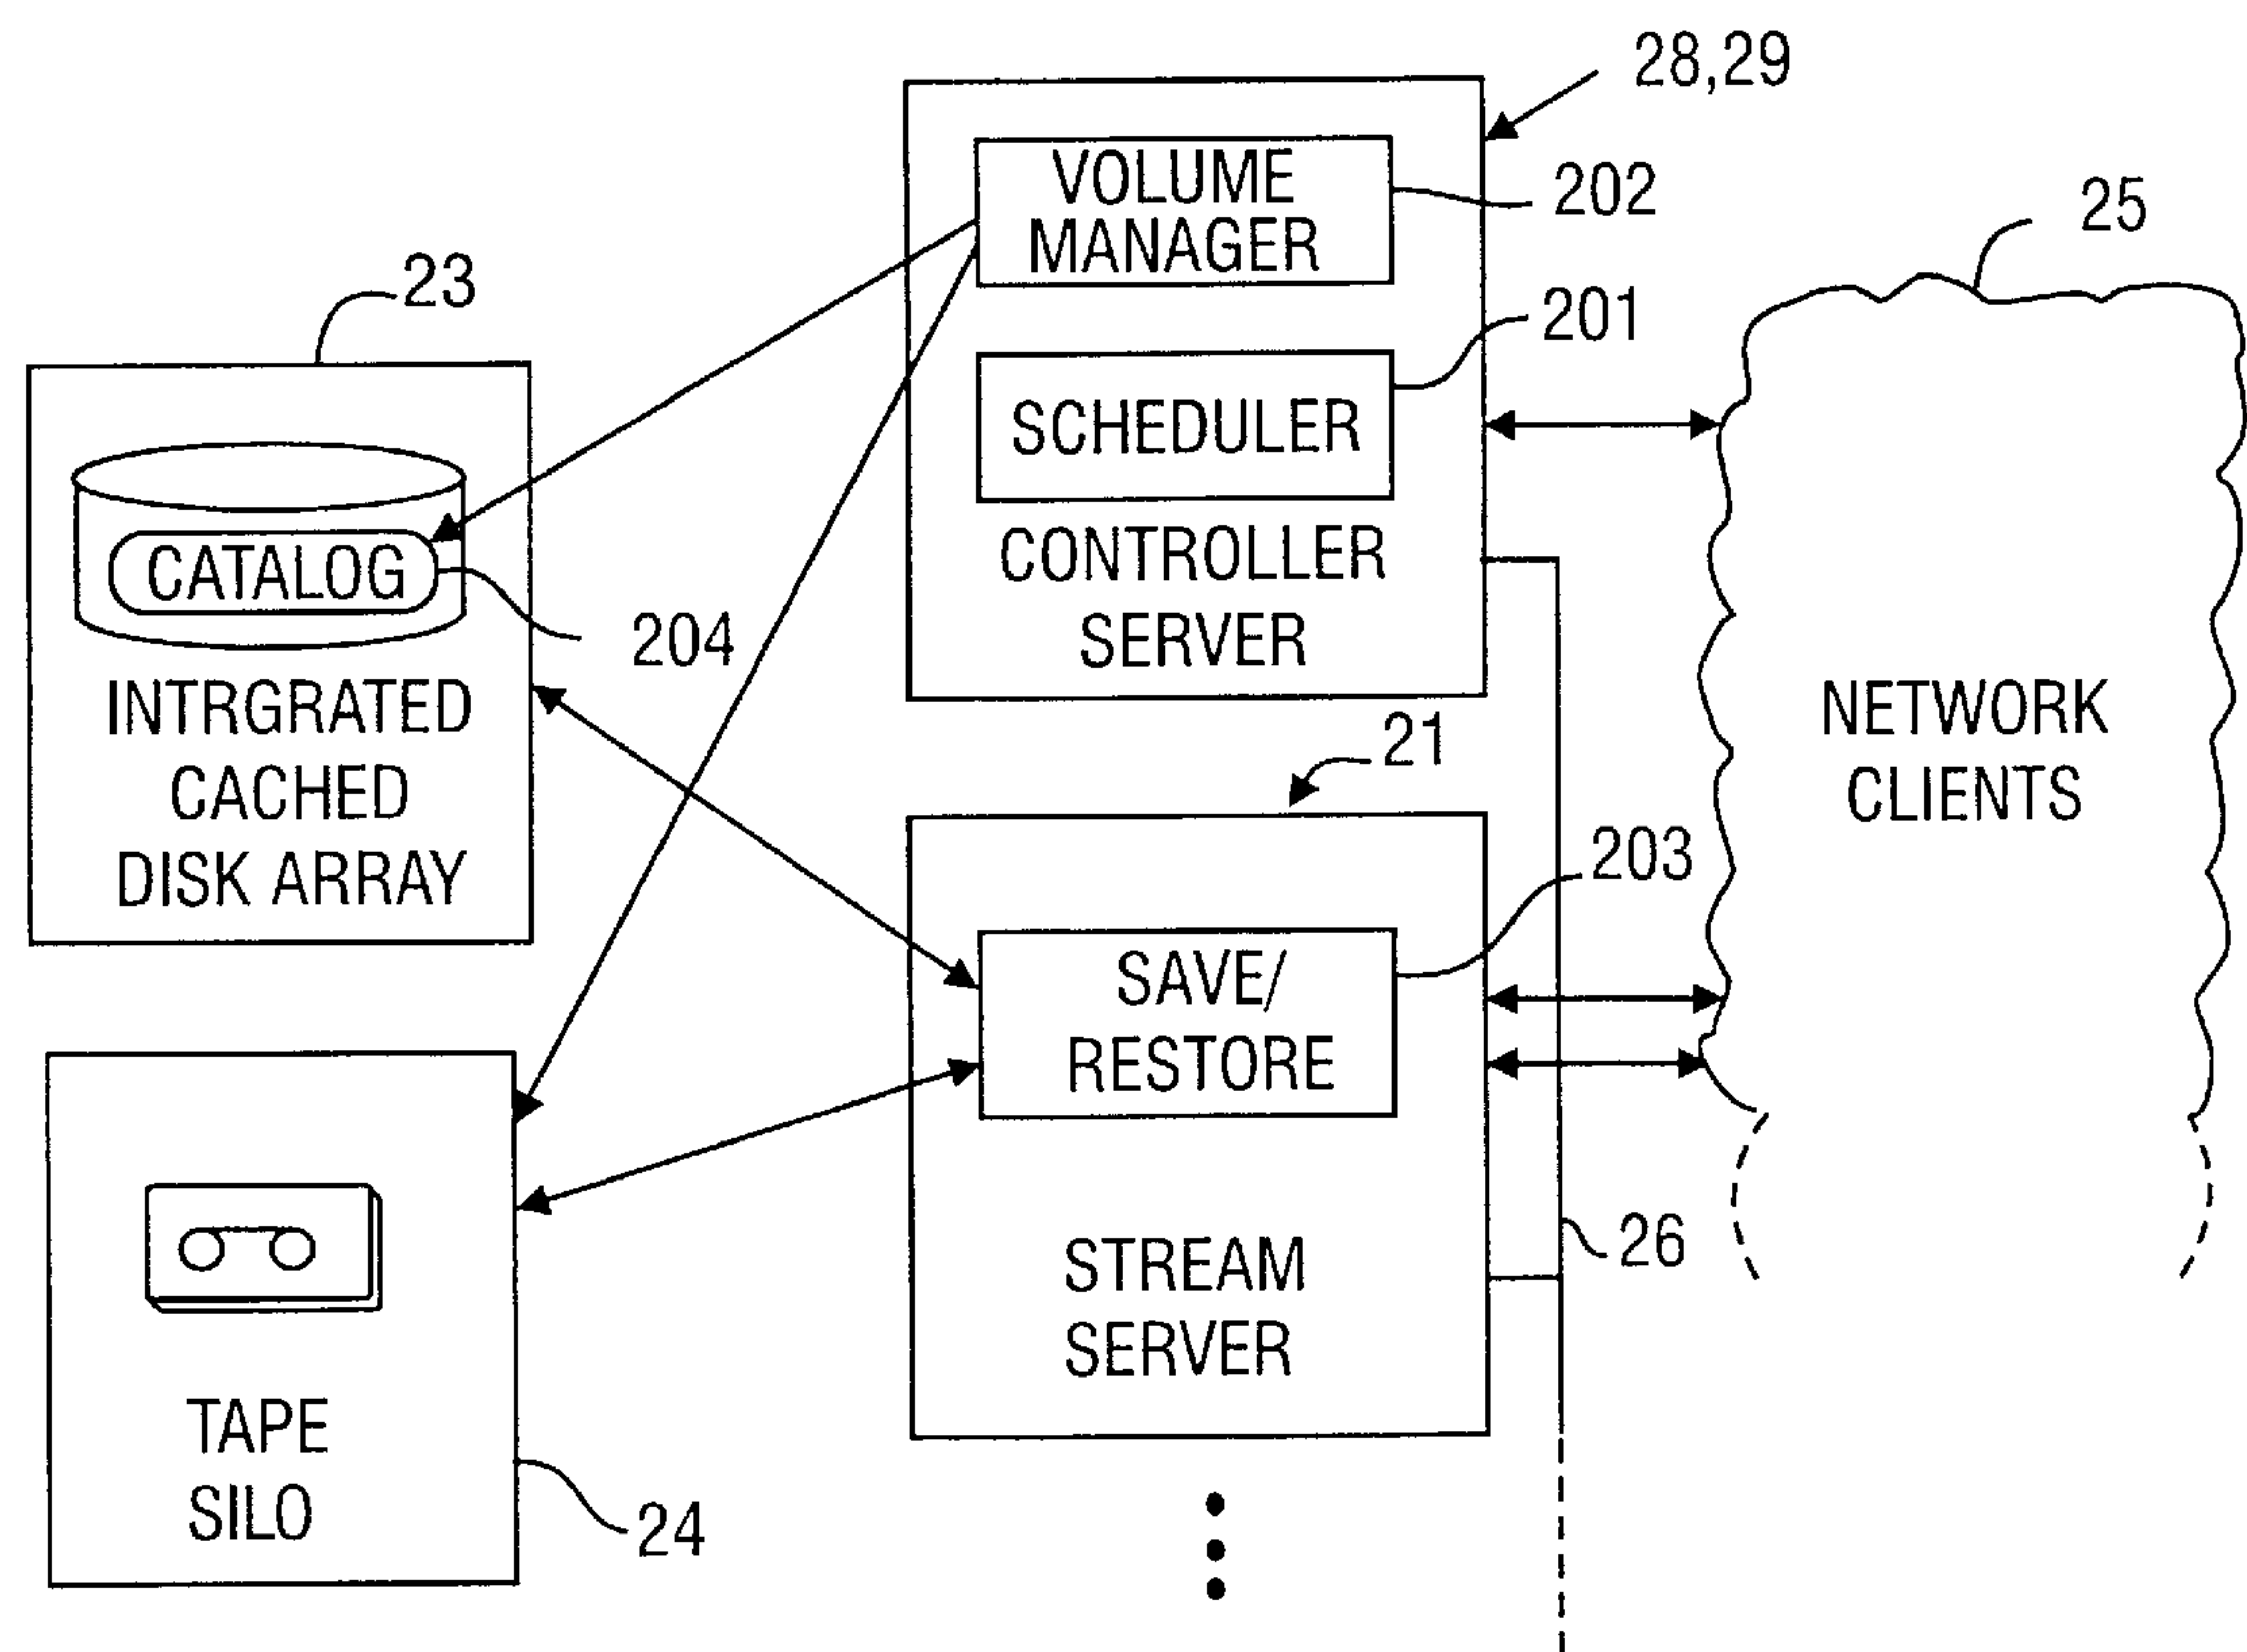 28,29
VOLUME
MANAGER
202
25
23
201
SCHEDULER
CATALOG
CONTROLLER
SERVER
204
INTRGRATED
CACHED
DISK ARRAY
NETWORK
CLIENTS
21
203
SAVE/
RESTORE
26
STREAM
SERVER
TAPE
SILO
24